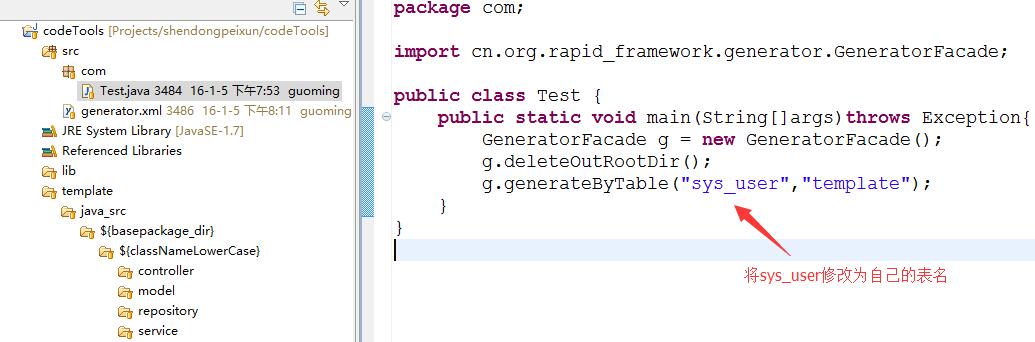 codeTools [Projects/shendongpeixun/codeTools]
src
com
Test.java 3484 16-1-5 下午7:53 guoming
generator.xml 3486 16-1-5 下午8:11 guoming
JRE System Library [JavaSE-1.7]
Referenced Libraries
lib
template
java_src
${basepackage_dir}
${classNameLowerCase}
controller
model
repository
service
package com;
import cn.org.rapid_framework.generator.GeneratorFacade;
public class Test {
public static void main(String[]args)throws Exception{
GeneratorFacade g = new GeneratorFacade();
g.deleteOutRootDir();
g.generateByTable("sys_user","template");
}
}
将sys_user修改为自己的表名